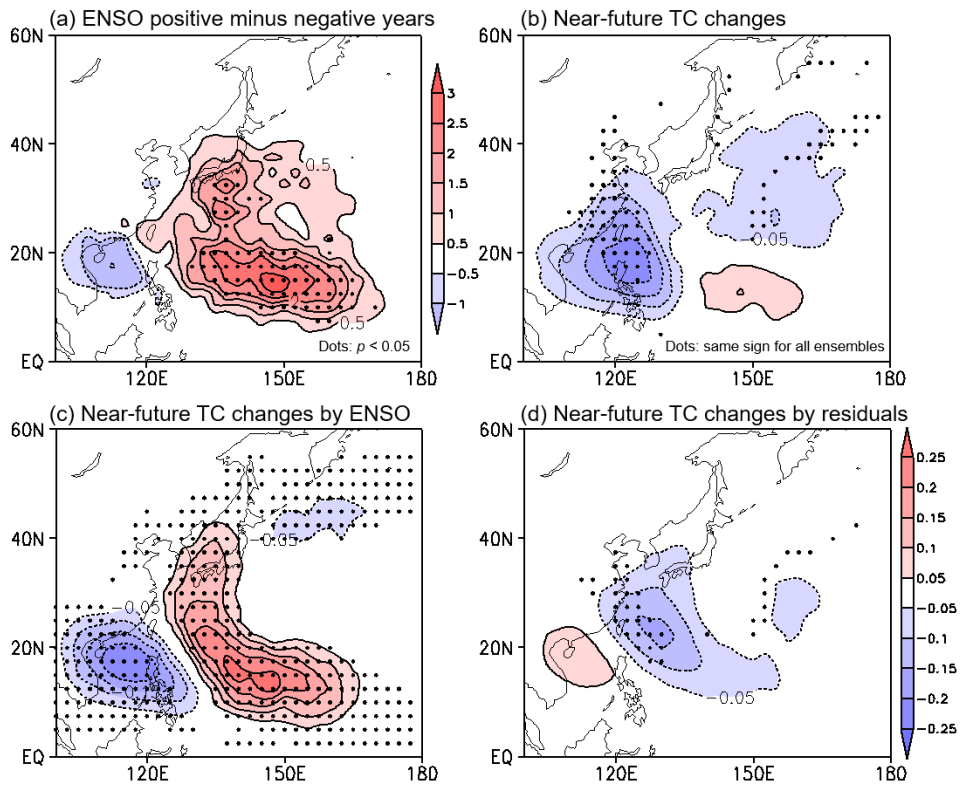 (a) ENSO positive minus negative years
(b) Near-future TC changes
60N
40N
20N
EQ
120E
150E
180
0.5
0.5
Dots: p < 0.05
3
2.5
2
1.5
1
0.5
−0.5
−1
60N
40N
20N
EQ
120E
150E
180
0.05
Dots: same sign for all ensembles
(c) Near-future TC changes by ENSO
(d) Near-future TC changes by residuals
60N
40N
20N
EQ
120E
150E
180
−0.05
−0.05
60N
40N
20N
EQ
120E
150E
180
−0.05
0.25
0.2
0.15
0.1
0.05
−0.05
−0.1
−0.15
−0.2
−0.25